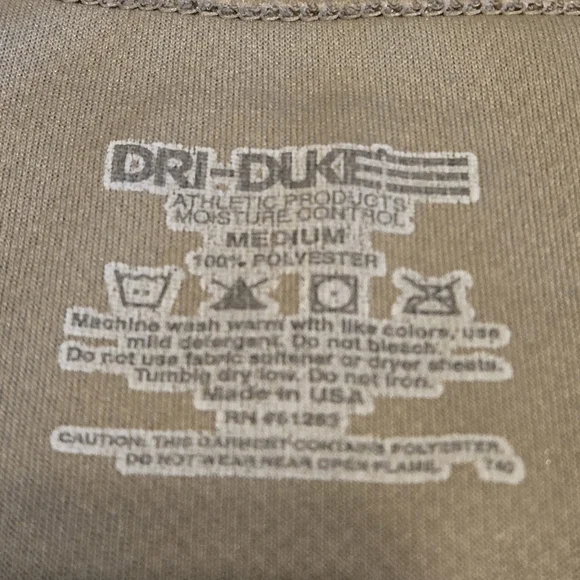 DRI-DUKE
ATHLETIC PRODUCTS
MOISTURE CONTROL
MEDIUM
100% POLYESTER
Machine wash warm with like colors, use
mild detergent. Do not bleach.
Do not use fabric softener or dryer sheets.
Tumble dry low. Do not iron.
Made in USA
RN #61265
CAUTION: THIS GARMENT CONTAINS POLYESTER.
DO NOT WEAR NEAR OPEN FLAME. T40